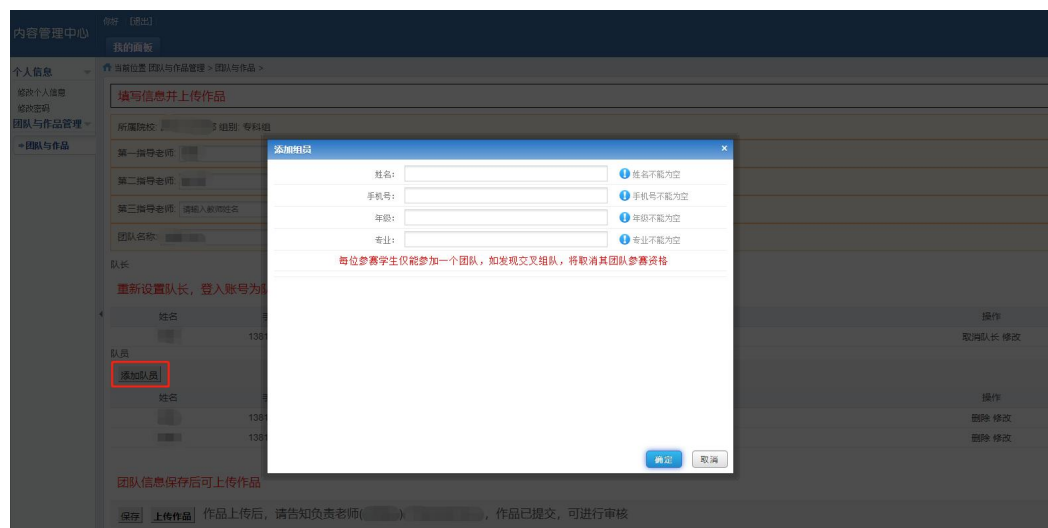 内容管理中心
你好 [退出]
我的面板
个人信息
修改个人信息
修改密码
团队与作品管理
团队与作品
当前位置:团队与作品管理 > 团队与作品 >
填写信息并上传作品
所属院校: 组别: 专科组
第一指导老师:
第二指导老师:
第三指导老师: 请输入教师姓名
团队名称:
队长
重新设置队长，登入账号为
姓名 操作
1381 取消队长 修改
队员
添加队员
姓名 操作
1381 删除 修改
1381 删除 修改
团队信息保存后可上传作品
保存 上传作品 作品上传后，请告知负责老师( ，作品已提交，可进行审核
添加组员 ×
姓名: 姓名不能为空
手机号: 手机号不能为空
年级: 年级不能为空
专业: 专业不能为空
每位参赛学生仅能参加一个团队，如发现交叉组队，将取消其团队参赛资格
确定 取消